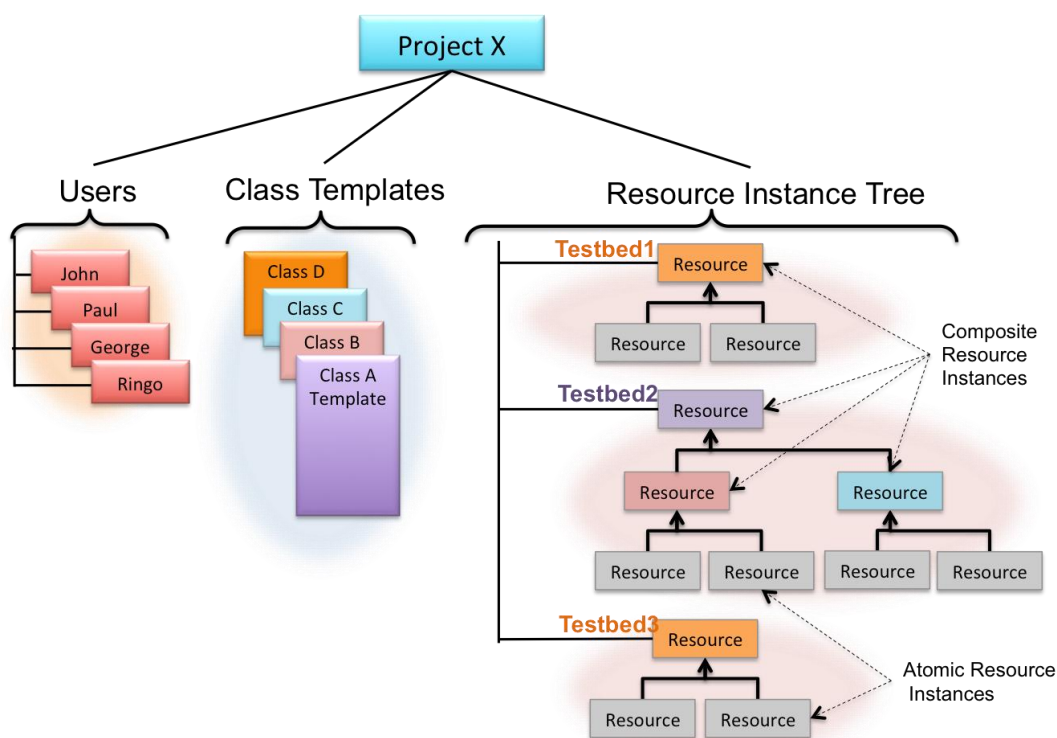 Project X
Users
Class Templates
Resource Instance Tree
John
Paul
George
Ringo
Class D
Class C
Class B
Class A
Template
Testbed1
Resource
Resource
Resource
Composite
Resource
Instances
Testbed2
Resource
Resource
Resource
Resource
Resource
Resource
Resource
Testbed3
Resource
Resource
Resource
Atomic Resource
Instances